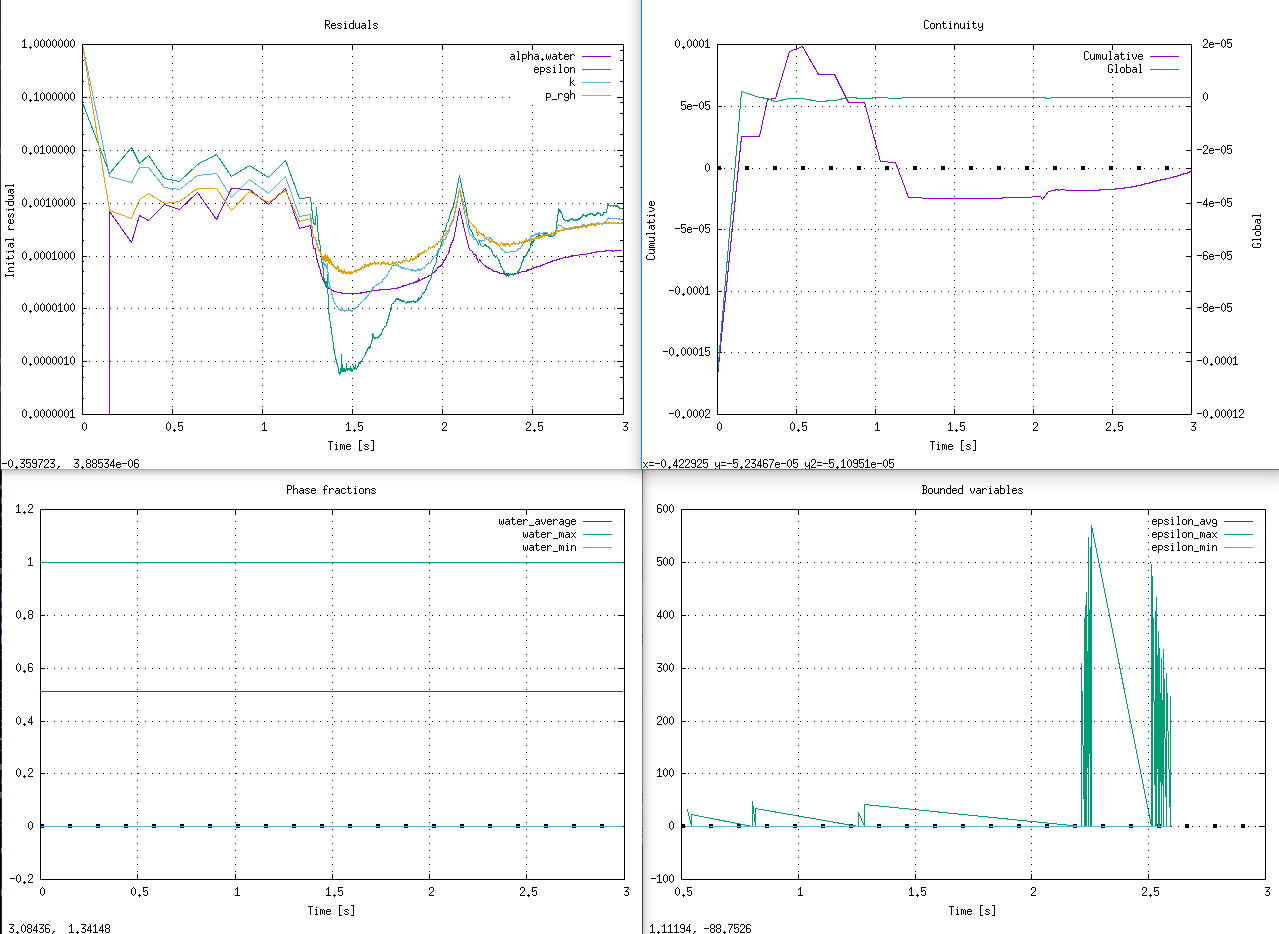 Residuals
alpha.water
epsilon
k
p_rgh
1.0000000
0.1000000
0.0100000
0.0010000
0.0001000
0.0000100
0.0000010
0.0000001
Initial residual
0 0.5 1 1.5 2 2.5 3
Time [s]
-0.359723, 3.88534e-06
Continuity
Cumulative
Global
0.0001
5e-05
0
-5e-05
-0.0001
-0.00015
-0.0002
Cumulative
2e-05
0
-2e-05
-4e-05
-6e-05
-8e-05
-0.0001
-0.00012
Global
0 0.5 1 1.5 2 2.5 3
Time [s]
x=-0.422925 y=-5.23467e-05 y2=-5.10951e-05
Phase fractions
water_average
water_max
water_min
1.2
1
0.8
0.6
0.4
0.2
0
-0.2
0 0.5 1 1.5 2 2.5 3
Time [s]
3.08436, 1.34148
Bounded variables
epsilon_avg
epsilon_max
epsilon_min
600
500
400
300
200
100
0
-100
0.5 1 1.5 2 2.5 3
Time [s]
1.11194, -88.7526